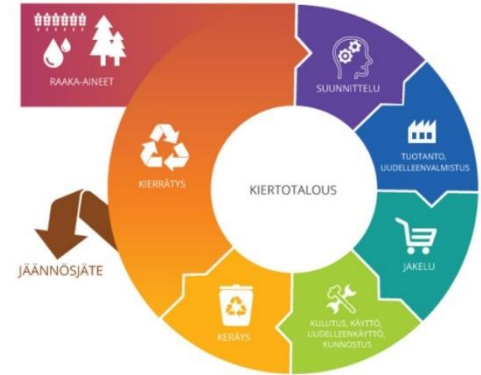 RAAKA-AINEET
SUUNNITTELU
TUOTANTO,
UUDELLEENVALMISTUS
KIERRÄTYS
KIERTOTALOUS
JAKELU
JÄÄNNÖSJÄTE
KERÄYS
KULUTUS, KÄYTTÖ,
UUDELLEENKÄYTTÖ,
KUNNOSTUS